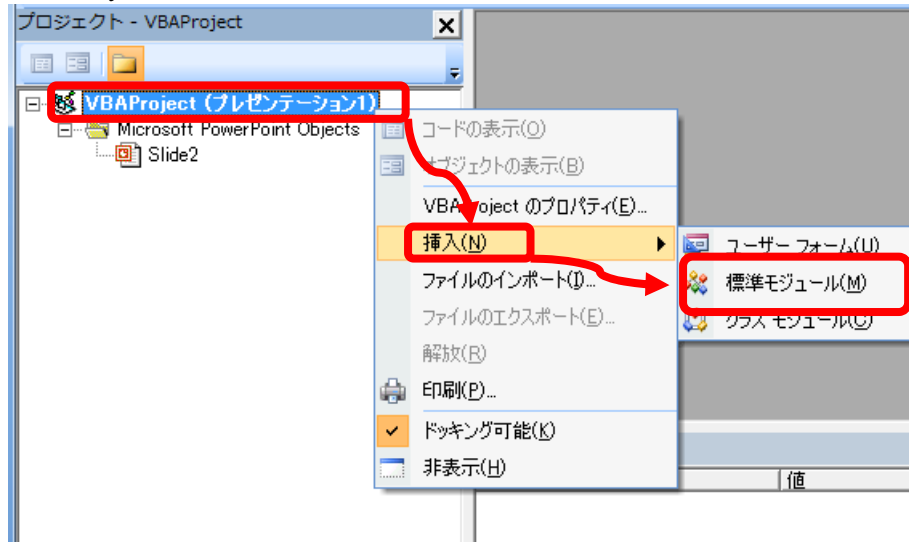 プロジェクト - VBAProject
VBAProject (プレゼンテーション1)
Microsoft PowerPoint Objects
Slide2
コードの表示(O)
オブジェクトの表示(B)
VBAProject のプロパティ(E)...
挿入(N)
ファイルのインポート(I)...
ファイルのエクスポート(E)...
解放(R)
印刷(P)...
ドッキング可能(K)
非表示(H)
ユーザー フォーム(U)
標準モジュール(M)
クラス モジュール(C)
値